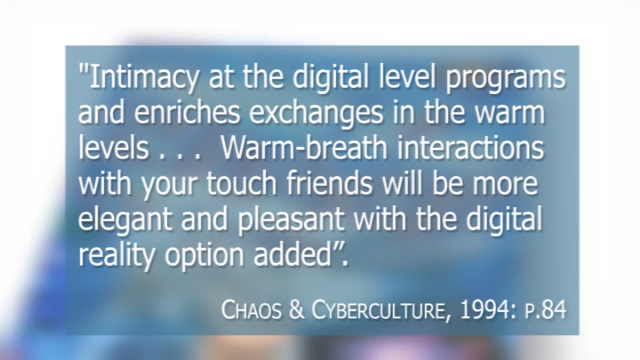 "Intimacy at the digital level programs
and enriches exchanges in the warm
levels . . .  Warm-breath interactions
with your touch friends will be more
elegant and pleasant with the digital
reality option added”.
CHAOS & CYBERCULTURE, 1994: P.84